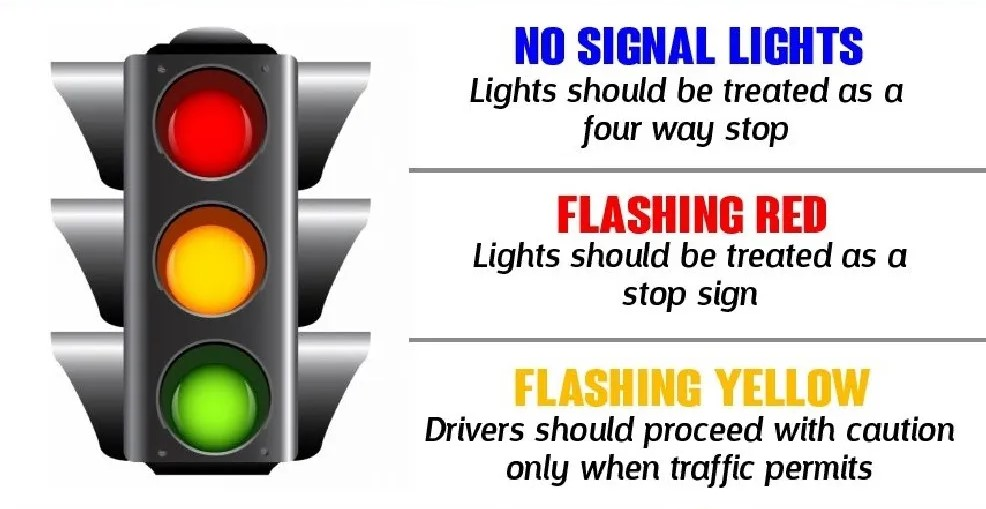 NO SIGNAL LIGHTS
Lights should be treated as a
four way stop
FLASHING RED
Lights should be treated as a
stop sign
FLASHING YELLOW
Drivers should proceed with caution
only when traffic permits